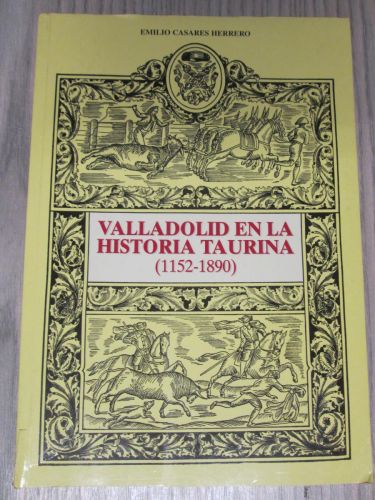 EMILIO CASARES HERRERO
VALLADOLID EN LA
HISTORIA TAURINA
(1152-1890)